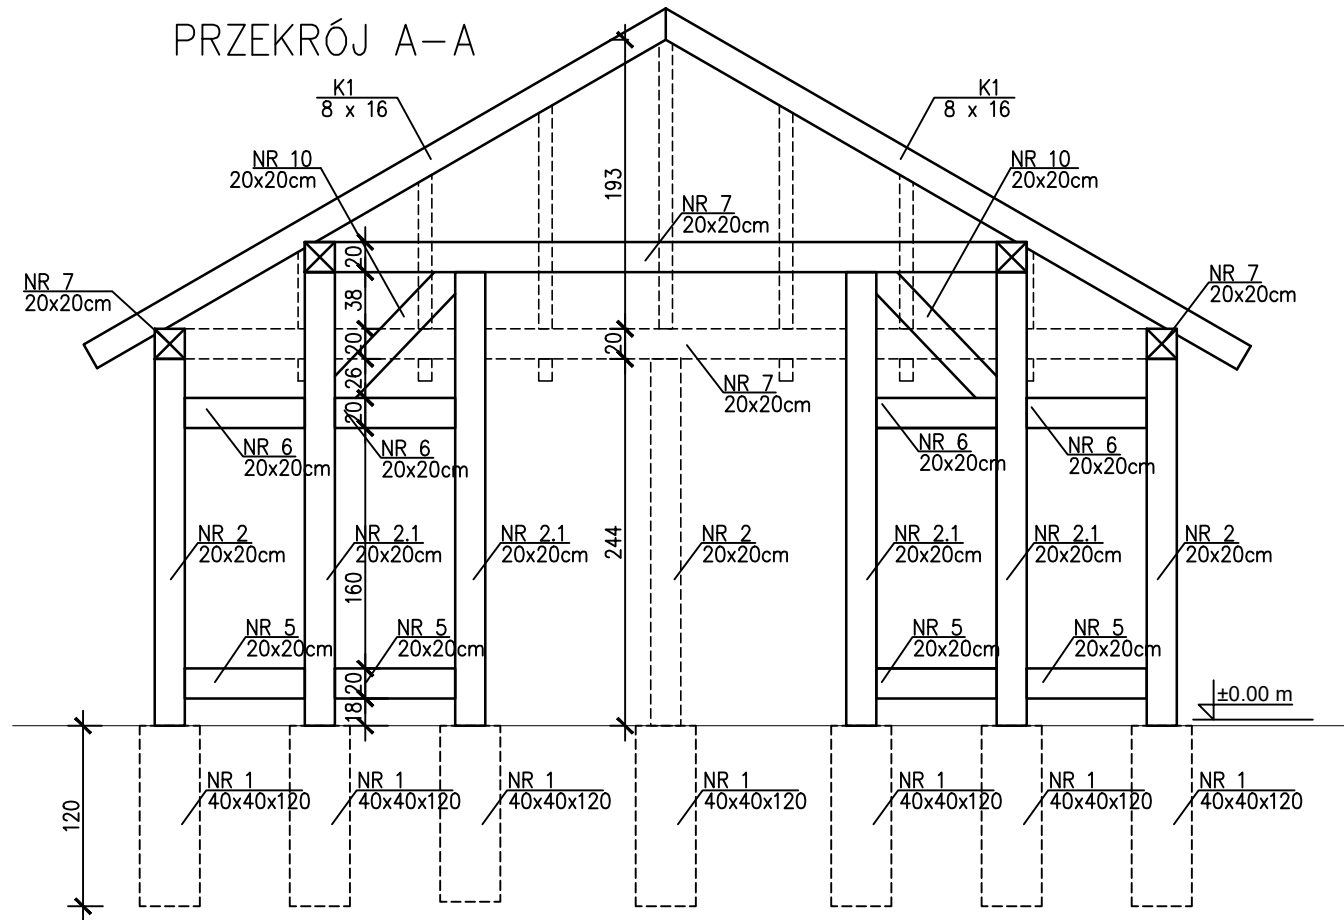 PRZEKRÓJ A-A
K1
8 x 16
K1
8 x 16
NR 10
20x20cm
NR 10
20x20cm
193
NR 7
20x20cm
20
NR 7
20x20cm
NR 7
20x20cm
38
20
20
26
NR 7
20x20cm
20
NR 6
20x20cm
NR 6
20x20cm
NR 6
20x20cm
NR 6
20x20cm
NR 2
20x20cm
NR 2.1
20x20cm
NR 2.1
20x20cm
244
NR 2
20x20cm
NR 2.1
20x20cm
NR 2.1
20x20cm
NR 2
20x20cm
160
NR 5
20x20cm
NR 5
20x20cm
NR 5
20x20cm
NR 5
20x20cm
20
18
±0.00 m
120
NR 1
40x40x120
NR 1
40x40x120
NR 1
40x40x120
NR 1
40x40x120
NR 1
40x40x120
NR 1
40x40x120
NR 1
40x40x120